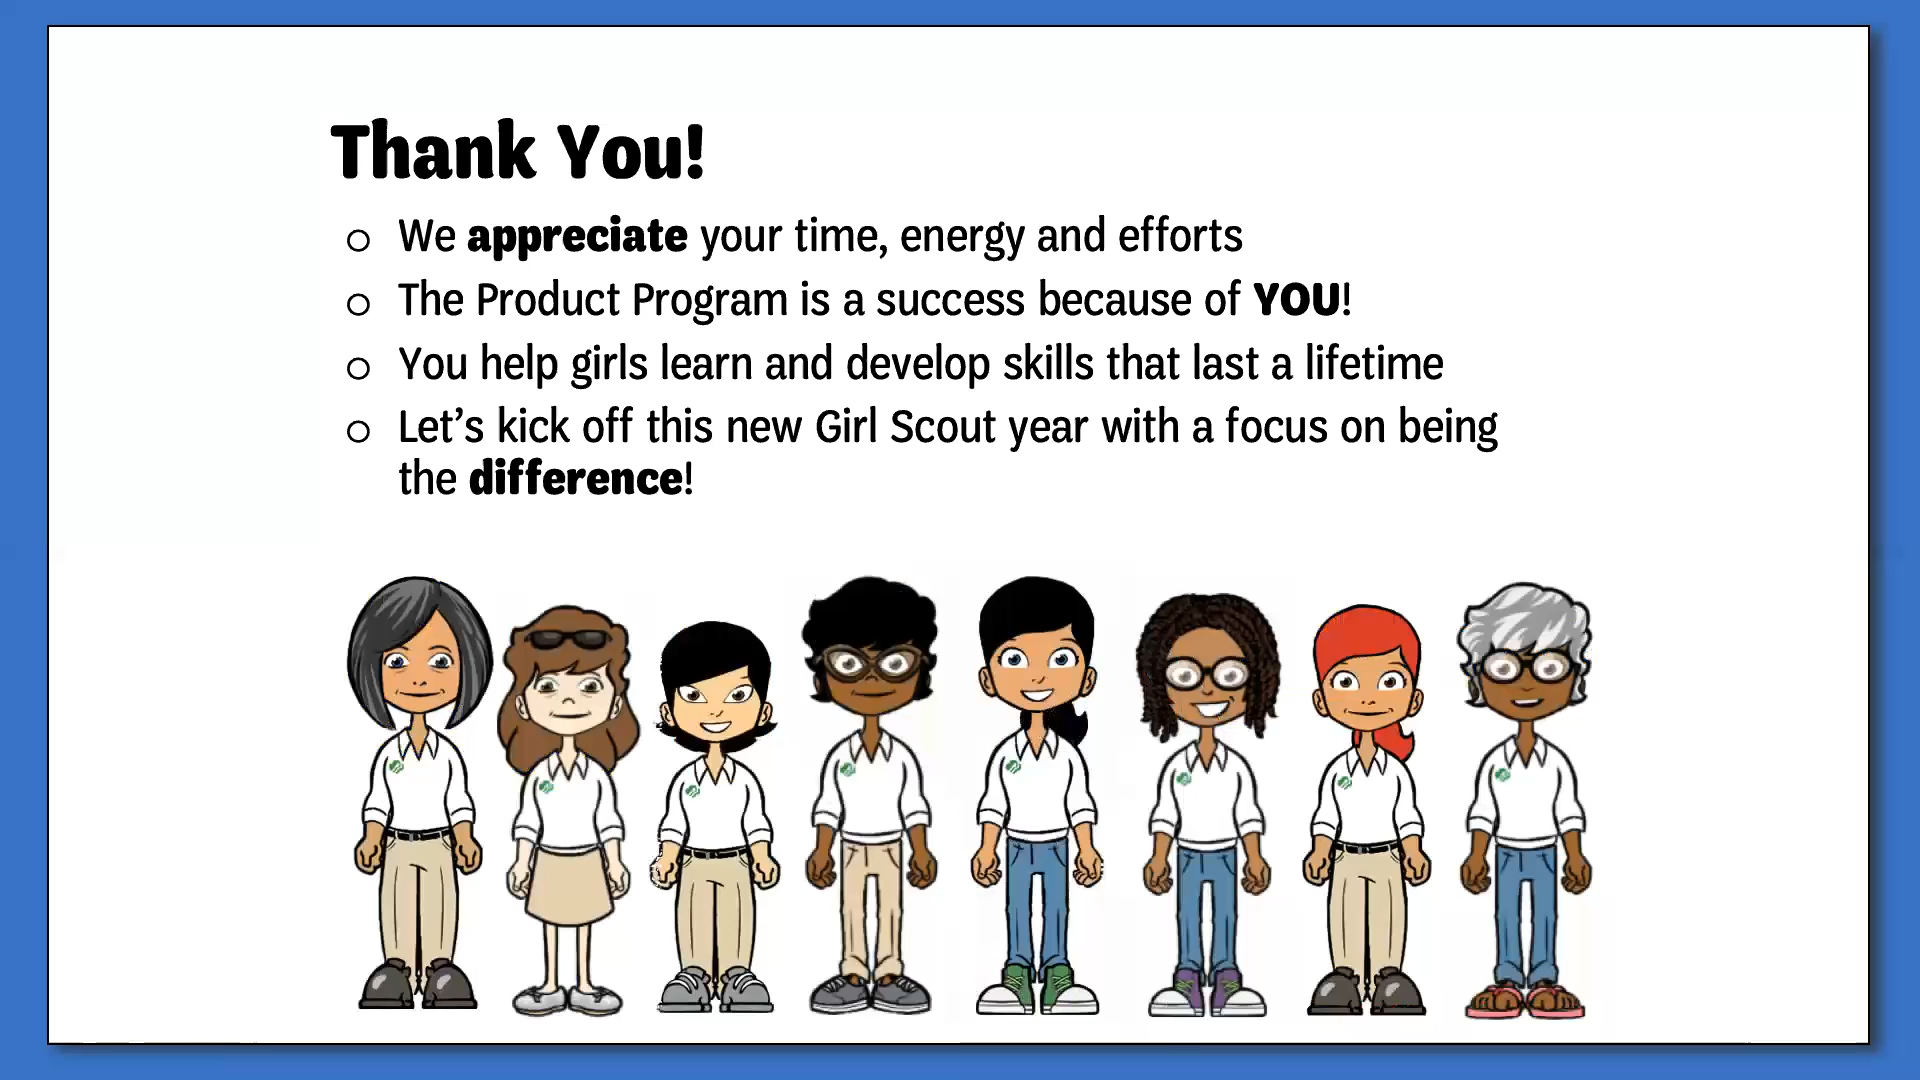 Thank You!
○ We appreciate your time, energy and efforts
○ The Product Program is a success because of YOU!
○ You help girls learn and develop skills that last a lifetime
○ Let’s kick off this new Girl Scout year with a focus on being
the difference!